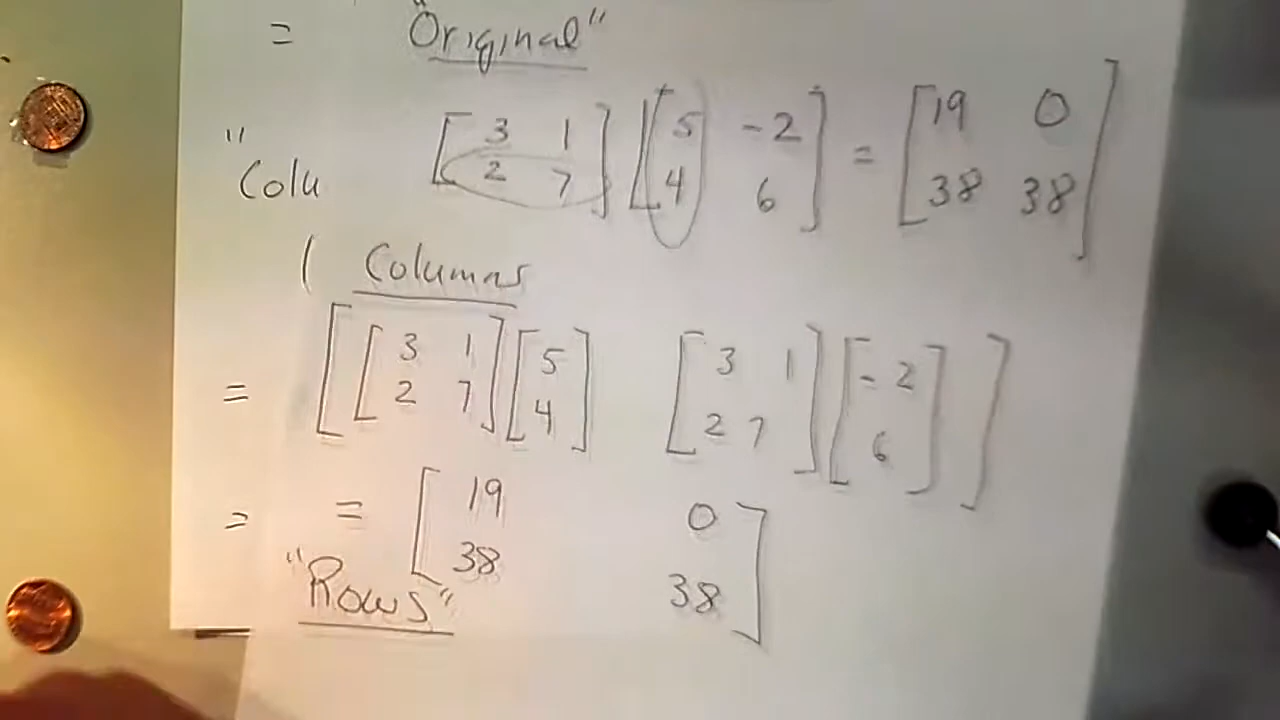 = "Original"
[ 3 1 ] [ 5 -2 ] = [ 19 0 ]
[ 2 7 ] [ 4 6 ] [ 38 38 ]
"Colu
( Columns
= [ [ 3 1 ] [ 5 ] [ 3 1 ] [ -2 ] ]
[ 2 7 ] [ 4 ] [ 2 7 ] [ 6 ]
= = [ 19 0 ]
38 38
"Rows"